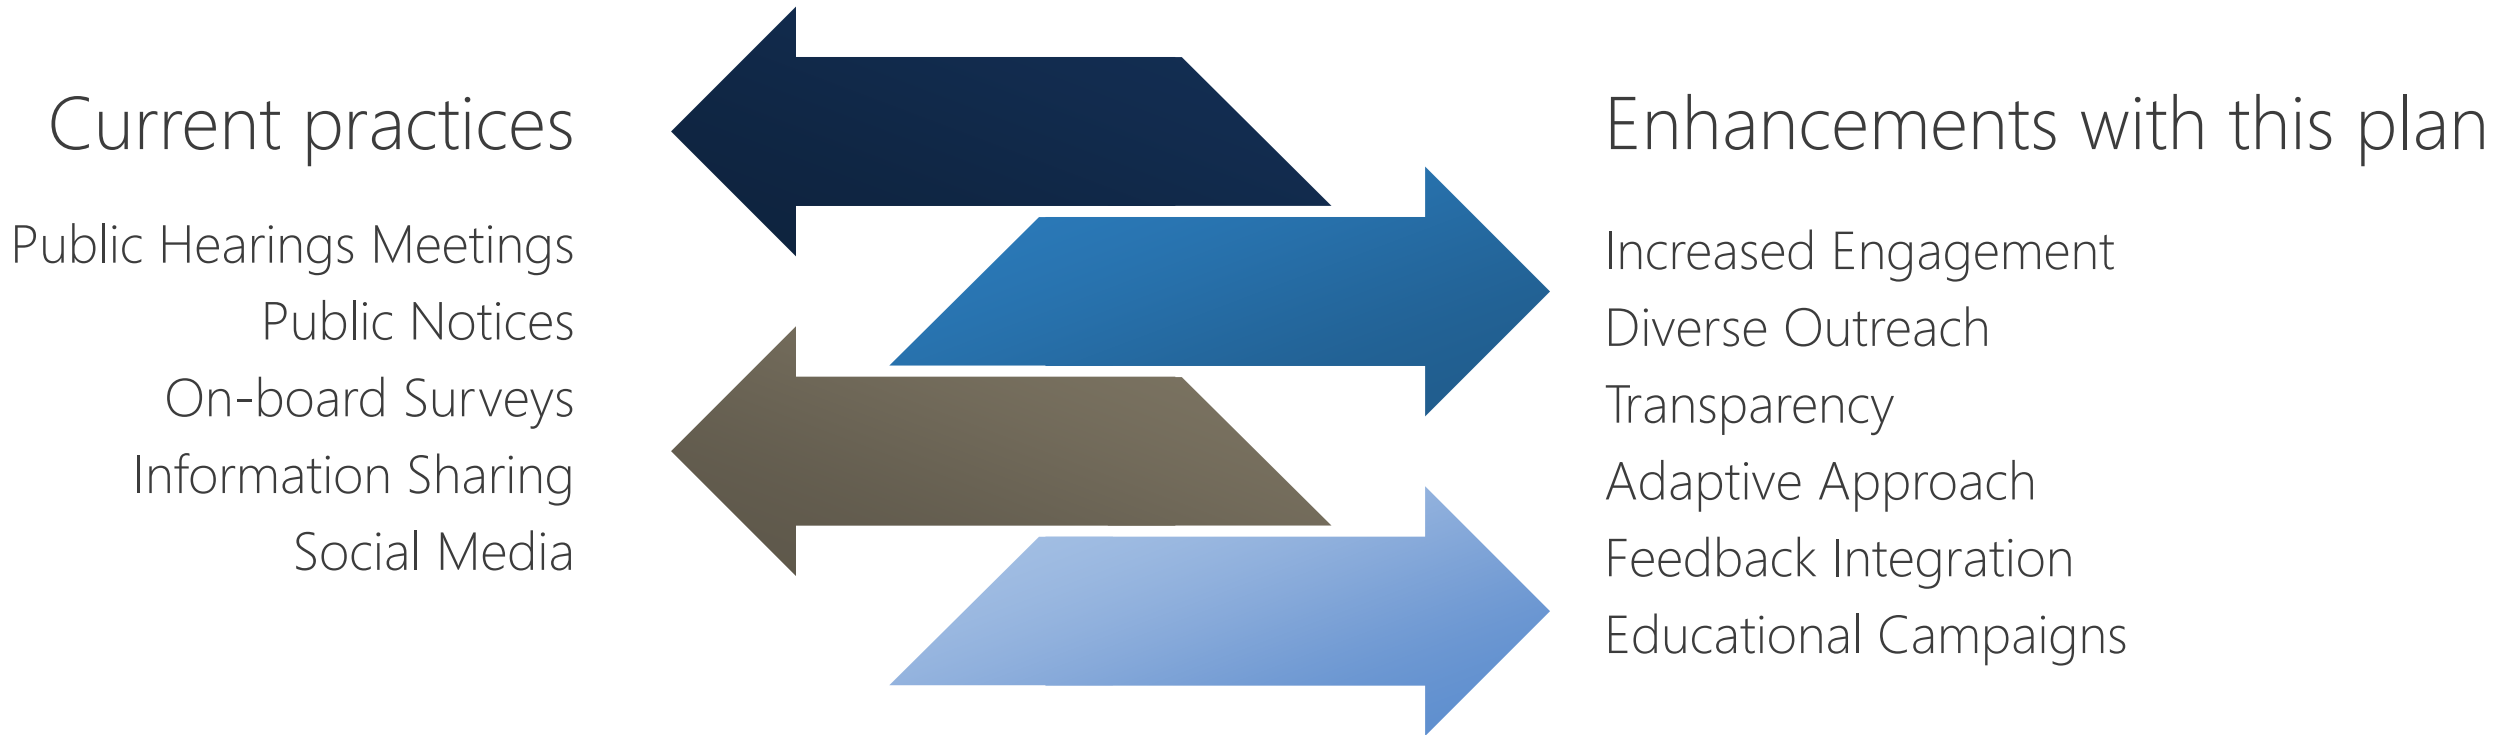 Current practices
Public Hearings Meetings
Public Notices
On-board Surveys
Information Sharing
Social Media
Enhancements with this plan
Increased Engagement
Diverse Outreach
Transparency
Adaptive Approach
Feedback Integration
Educational Campaigns